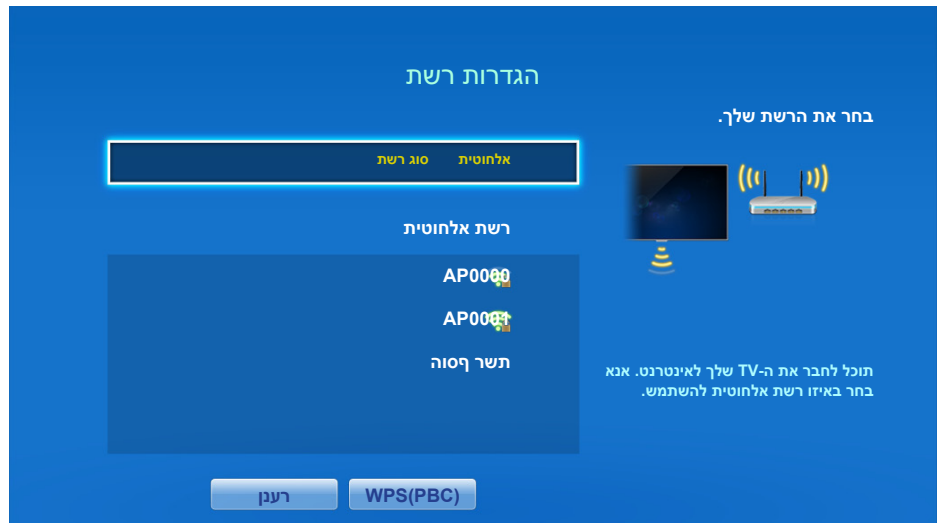 הגדרות רשת
בחר את הרשת שלך.
אלחוטית סוג רשת
רשת אלחוטית
AP0000
AP0001
תשר ףסוה
תוכל לחבר את ה-TV שלך לאינטרנט. אנא
בחר באיזו רשת אלחוטית להשתמש.
WPS(PBC) רענן